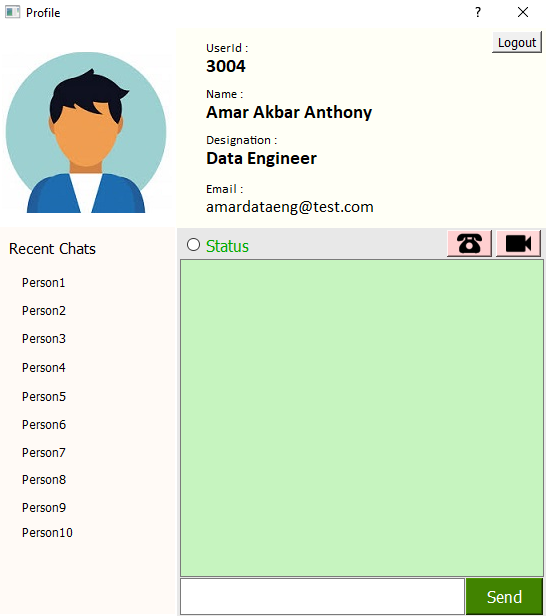 Profile
?
Logout
UserId :
3004
Name :
Amar Akbar Anthony
Designation :
Data Engineer
Email :
amardataeng@test.com
Recent Chats
Person1
Person2
Person3
Person4
Person5
Person6
Person7
Person8
Person9
Person10
Status
Send